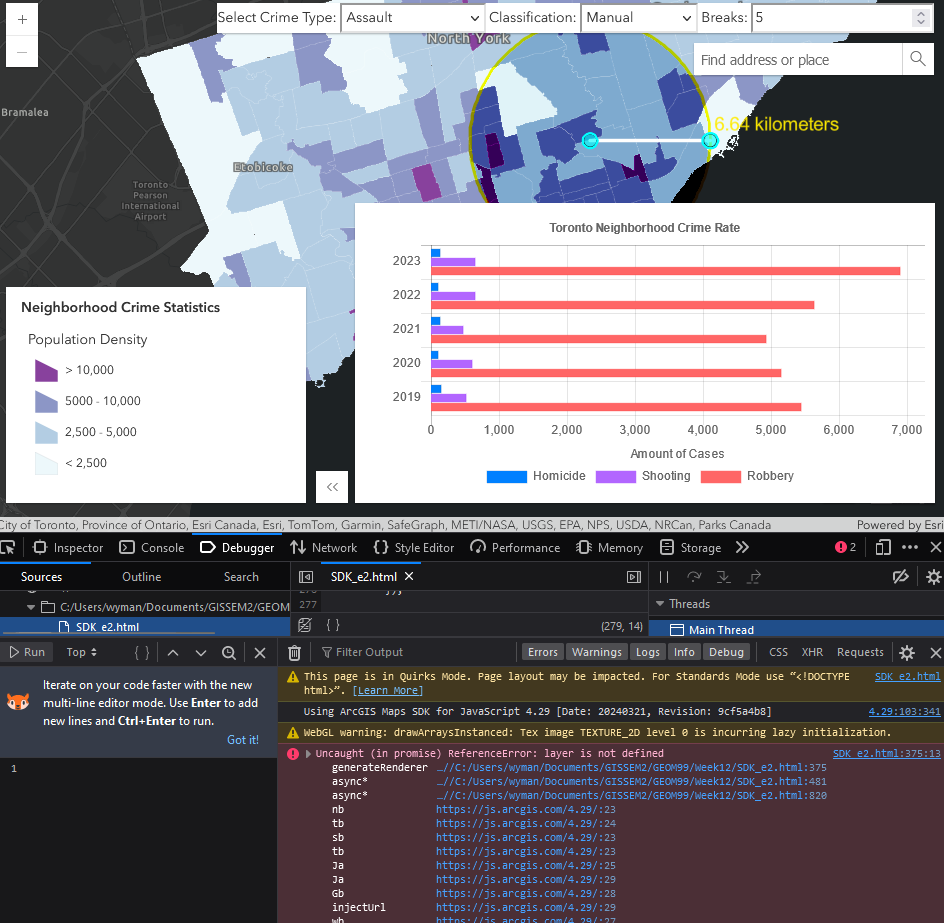 +
Select Crime Type: Assault Classification: Manual Breaks: 5
−
North York
Find address or place
Bramalea
6.64 kilometers
Etobicoke
Toronto
Pearson
International
Airport
Toronto Neighborhood Crime Rate
2023
2022
2021
2020
2019
0 1,000 2,000 3,000 4,000 5,000 6,000 7,000
Amount of Cases
Homicide Shooting Robbery
Neighborhood Crime Statistics
Population Density
> 10,000
5000 - 10,000
2,500 - 5,000
< 2,500
<<
City of Toronto, Province of Ontario, Esri Canada, Esri, TomTom, Garmin, SafeGraph, METI/NASA, USGS, EPA, NPS, USDA, NRCan, Parks Canada Powered by Esri
Inspector Console Debugger Network {} Style Editor Performance Memory Storage 2
Sources Outline Search SDK_e2.html
C:/Users/wyman/Documents/GISSEM2/GEOM
SDK_e2.html
276 });
277
{ } (279, 14)
Threads
Main Thread
Run Top { } Filter Output Errors Warnings Logs Info Debug CSS XHR Requests
Iterate on your code faster with the new
multi-line editor mode. Use Enter to add
new lines and Ctrl+Enter to run.
Got it!
1
This page is in Quirks Mode. Page layout may be impacted. For Standards Mode use “<!DOCTYPE SDK_e2.html
html>”. [Learn More]
Using ArcGIS Maps SDK for JavaScript 4.29 [Date: 20240321, Revision: 9cf5a4b8] 4.29:103:341
WebGL warning: drawArraysInstanced: Tex image TEXTURE_2D level 0 is incurring lazy initialization.
Uncaught (in promise) ReferenceError: layer is not defined SDK_e2.html:375:13
generateRenderer …//C:/Users/wyman/Documents/GISSEM2/GEOM99/Week12/SDK_e2.html:375
async* …//C:/Users/wyman/Documents/GISSEM2/GEOM99/Week12/SDK_e2.html:481
async* …//C:/Users/wyman/Documents/GISSEM2/GEOM99/Week12/SDK_e2.html:820
nb https://js.arcgis.com/4.29/:23
tb https://js.arcgis.com/4.29/:24
sb https://js.arcgis.com/4.29/:23
tb https://js.arcgis.com/4.29/:23
Ja https://js.arcgis.com/4.29/:25
Ja https://js.arcgis.com/4.29/:29
Gb https://js.arcgis.com/4.29/:28
injectUrl https://js.arcgis.com/4.29/:29
wb https://js.arcgis.com/4.29/:27